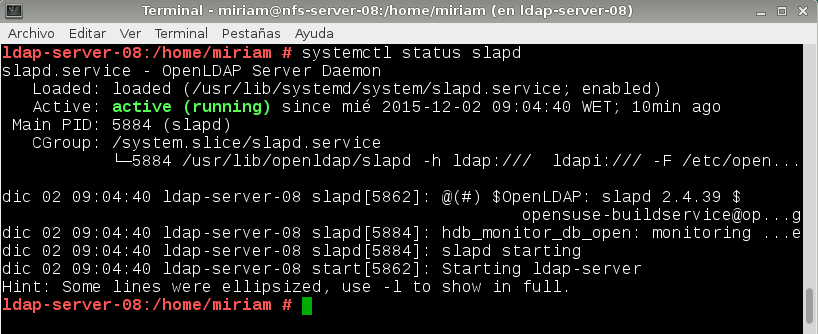 Terminal - miriam@nfs-server-08:/home/miriam (en ldap-server-08)
Archivo Editar Ver Terminal Pestañas Ayuda
ldap-server-08:/home/miriam # systemctl status slapd
slapd.service - OpenLDAP Server Daemon
   Loaded: loaded (/usr/lib/systemd/system/slapd.service; enabled)
   Active: active (running) since mié 2015-12-02 09:04:40 WET; 10min ago
 Main PID: 5884 (slapd)
   CGroup: /system.slice/slapd.service
           └─5884 /usr/lib/openldap/slapd -h ldap:///  ldapi:/// -F /etc/open...

dic 02 09:04:40 ldap-server-08 slapd[5862]: @(#) $OpenLDAP: slapd 2.4.39 $
                                                    opensuse-buildservice@op...g
dic 02 09:04:40 ldap-server-08 slapd[5884]: hdb_monitor_db_open: monitoring ...e
dic 02 09:04:40 ldap-server-08 slapd[5884]: slapd starting
dic 02 09:04:40 ldap-server-08 start[5862]: Starting ldap-server
Hint: Some lines were ellipsized, use -l to show in full.
ldap-server-08:/home/miriam #